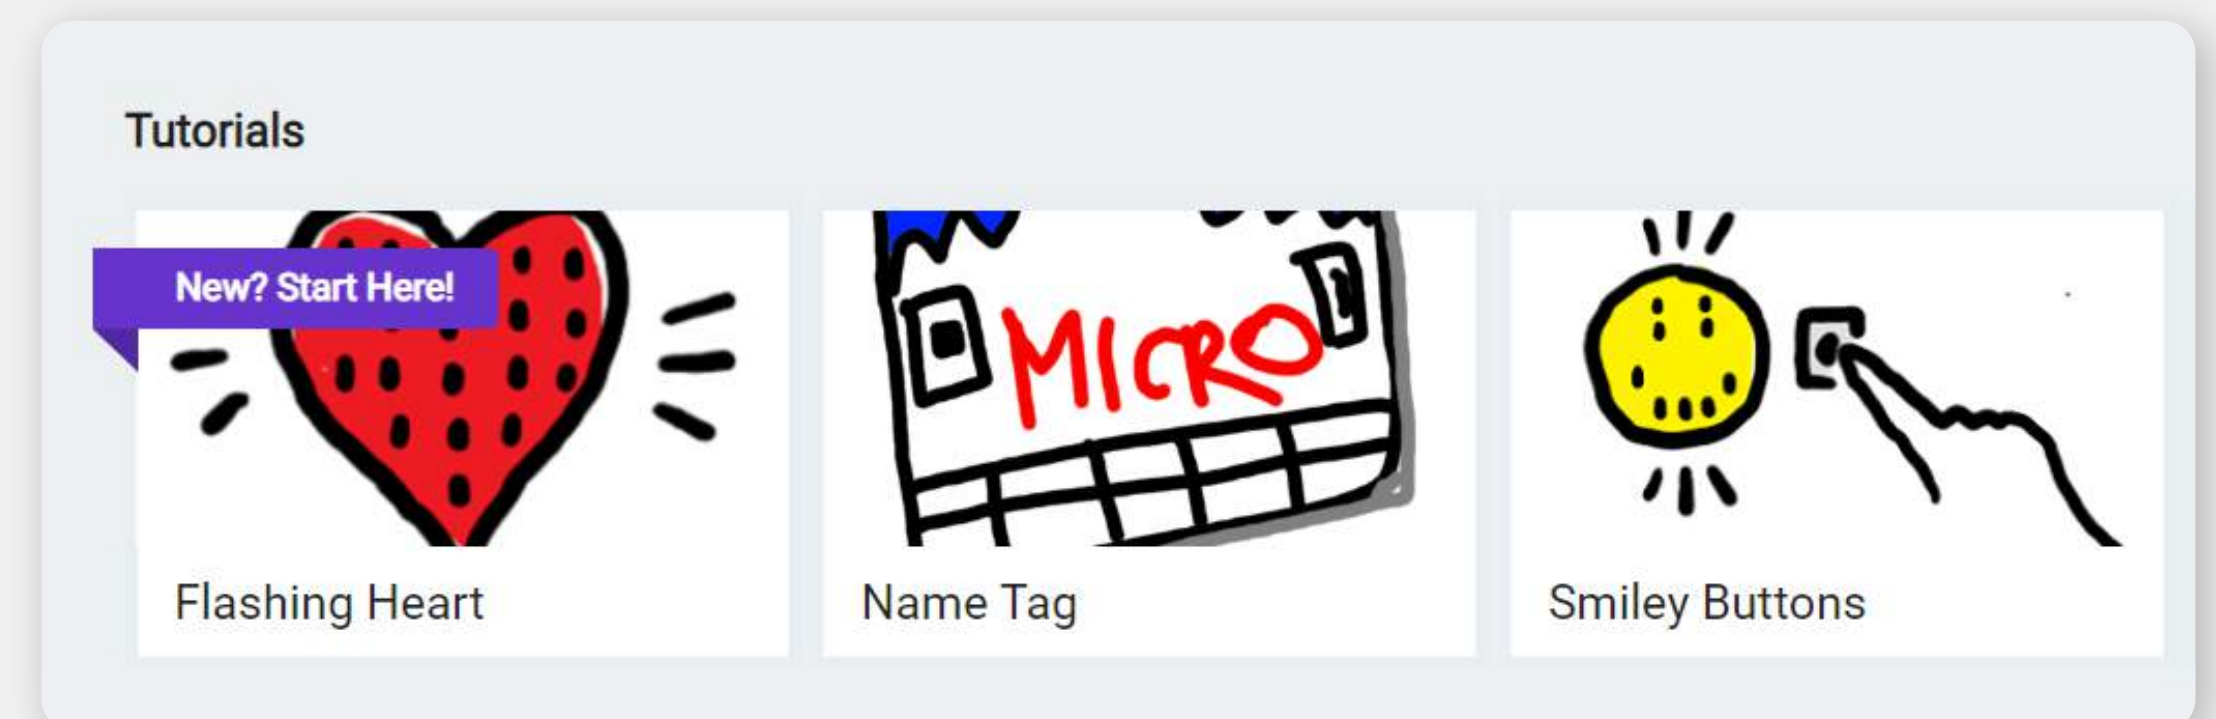 Tutorials
New? Start Here!
MICRO
Flashing Heart
Name Tag
Smiley Buttons